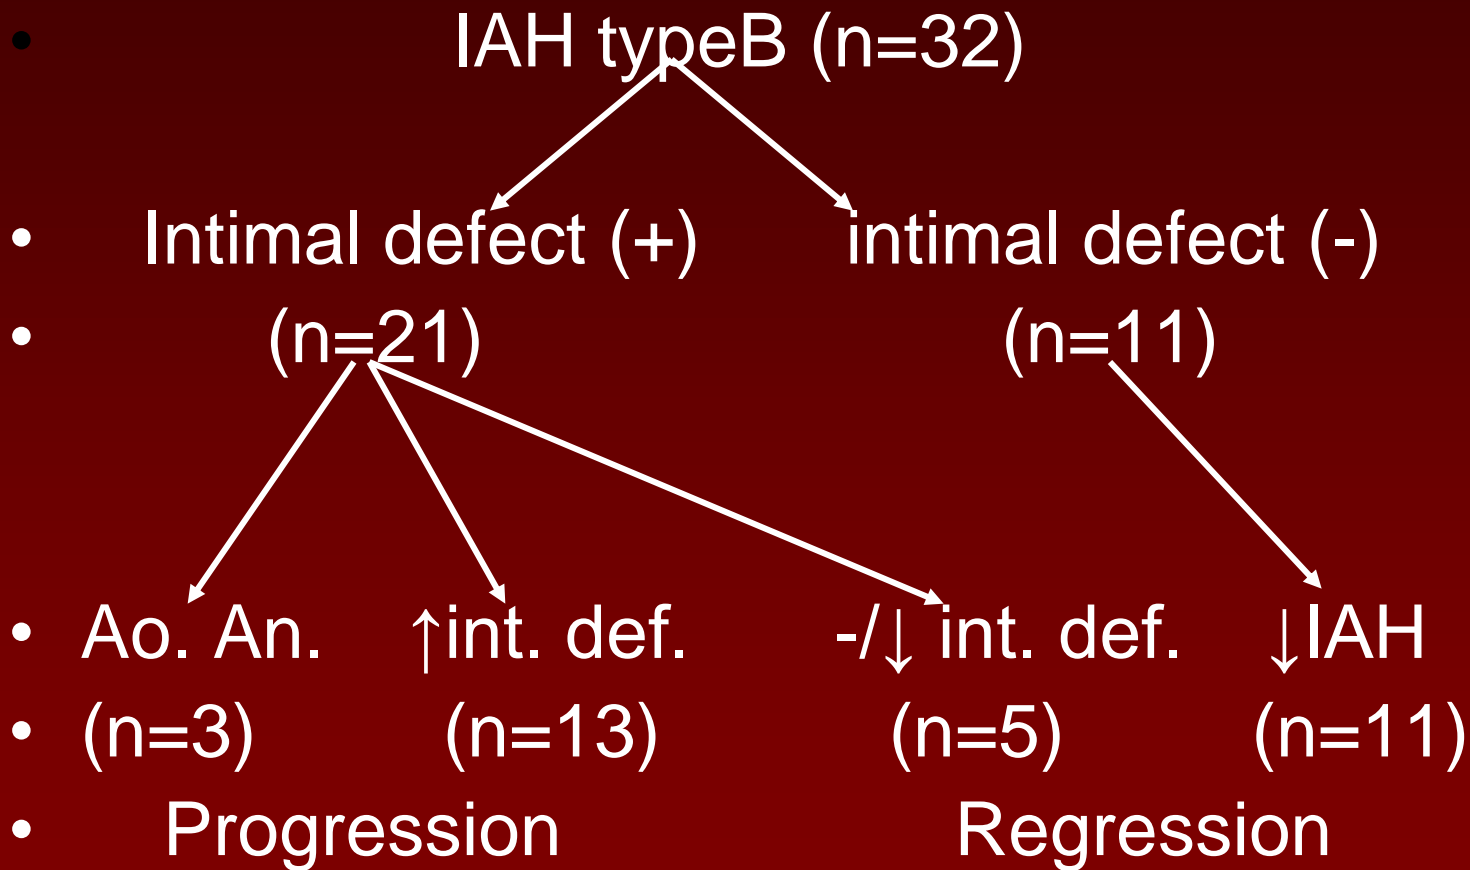 • IAH typeB (n=32)
• Intimal defect (+) intimal defect (-)
• (n=21) (n=11)
• Ao. An. ↑int. def. -/↓ int. def. ↓IAH
• (n=3) (n=13) (n=5) (n=11)
• Progression Regression